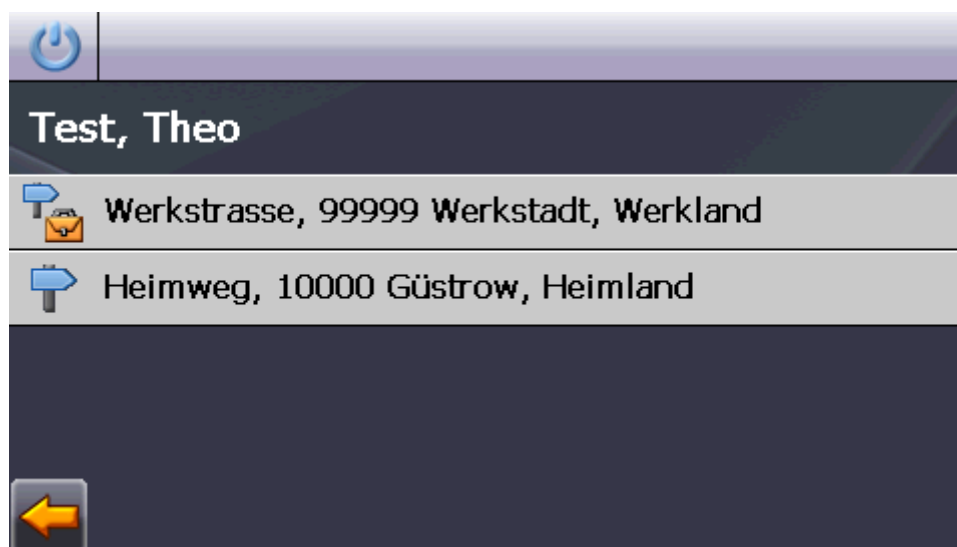 Test, Theo
Werkstrasse, 99999 Werkstadt, Werkland
Heimweg, 10000 Güstrow, Heimland